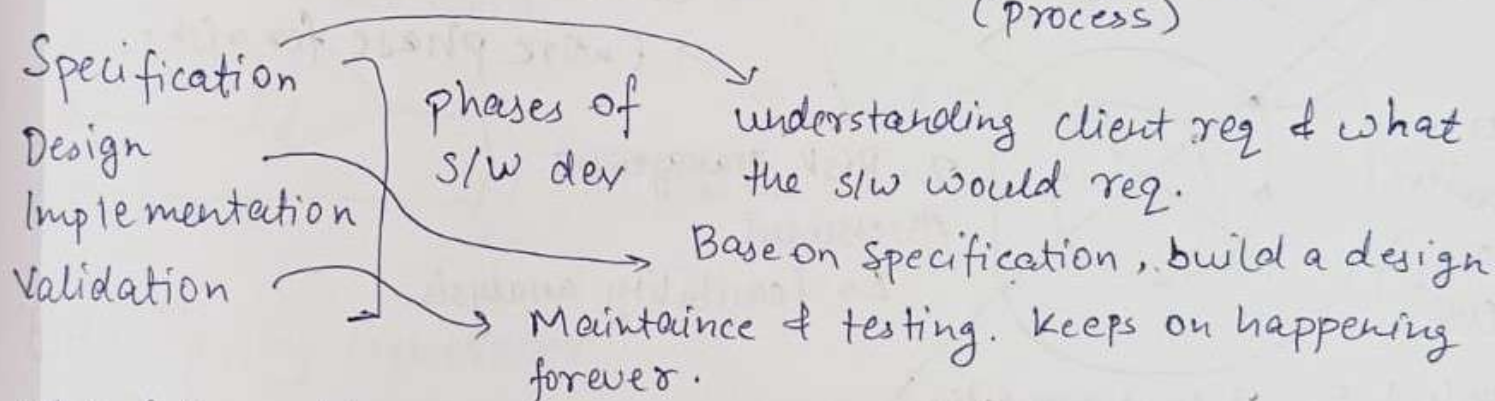 (process)
Specification
Design
Implementation
Validation
phases of
s/w dev
understanding client req & what
the s/w would req.
Base on Specification, build a design
Maintaince & testing. Keeps on happening
forever.